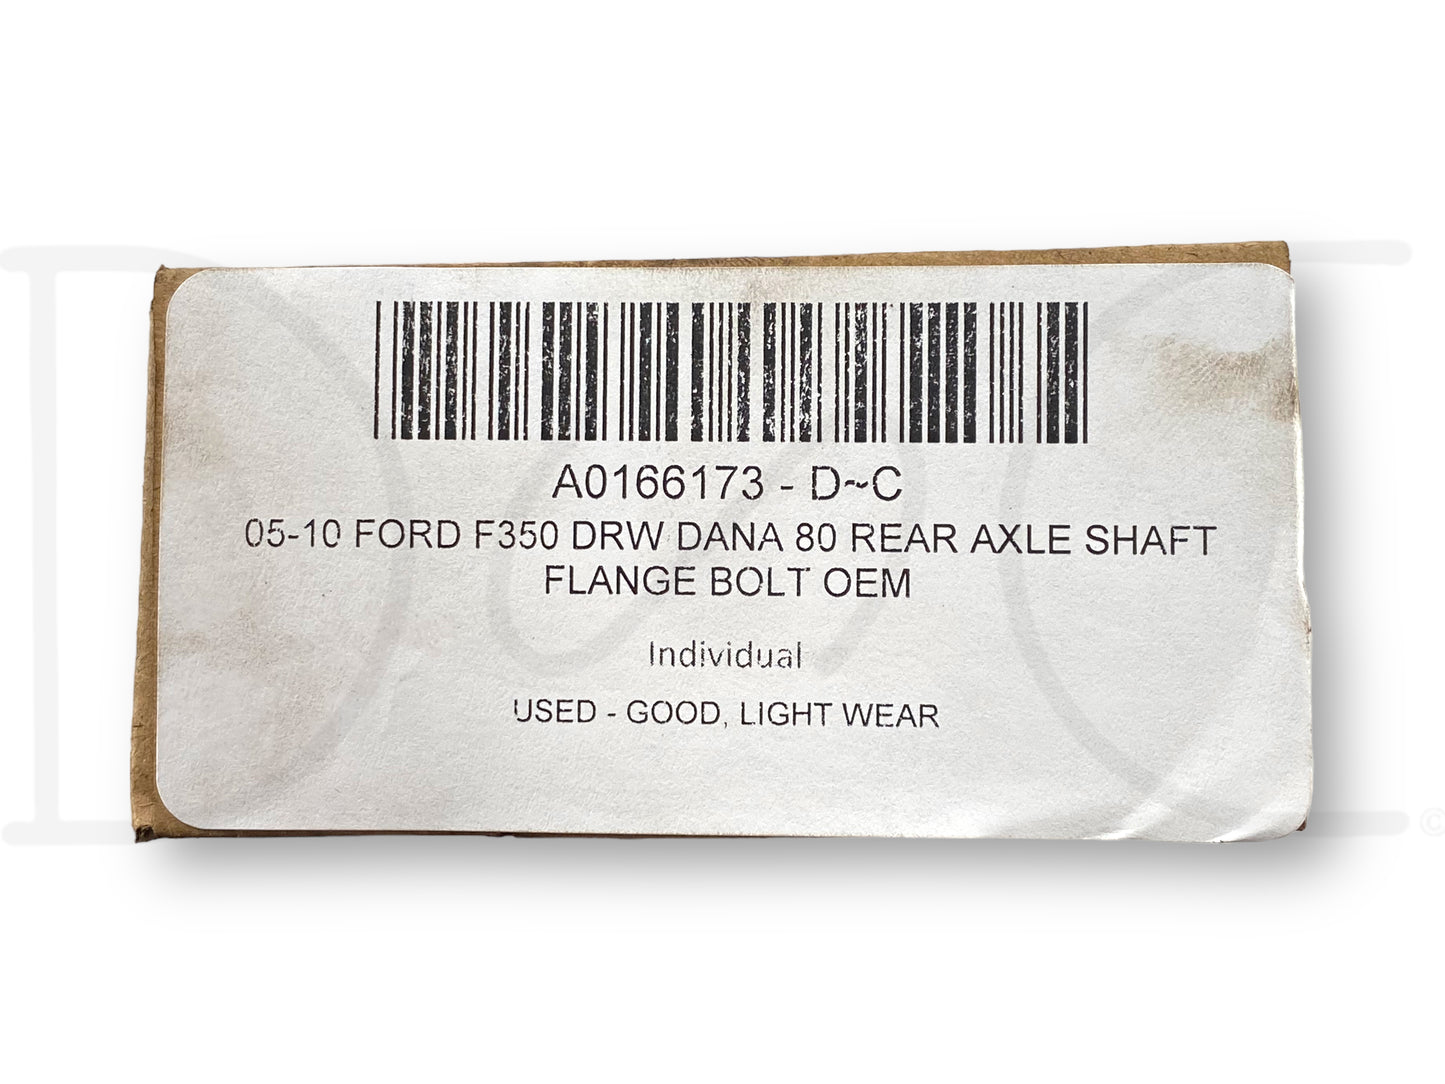 A0166173 - D~C
05-10 FORD F350 DRW DANA 80 REAR AXLE SHAFT
FLANGE BOLT OEM
Individual
USED - GOOD, LIGHT WEAR